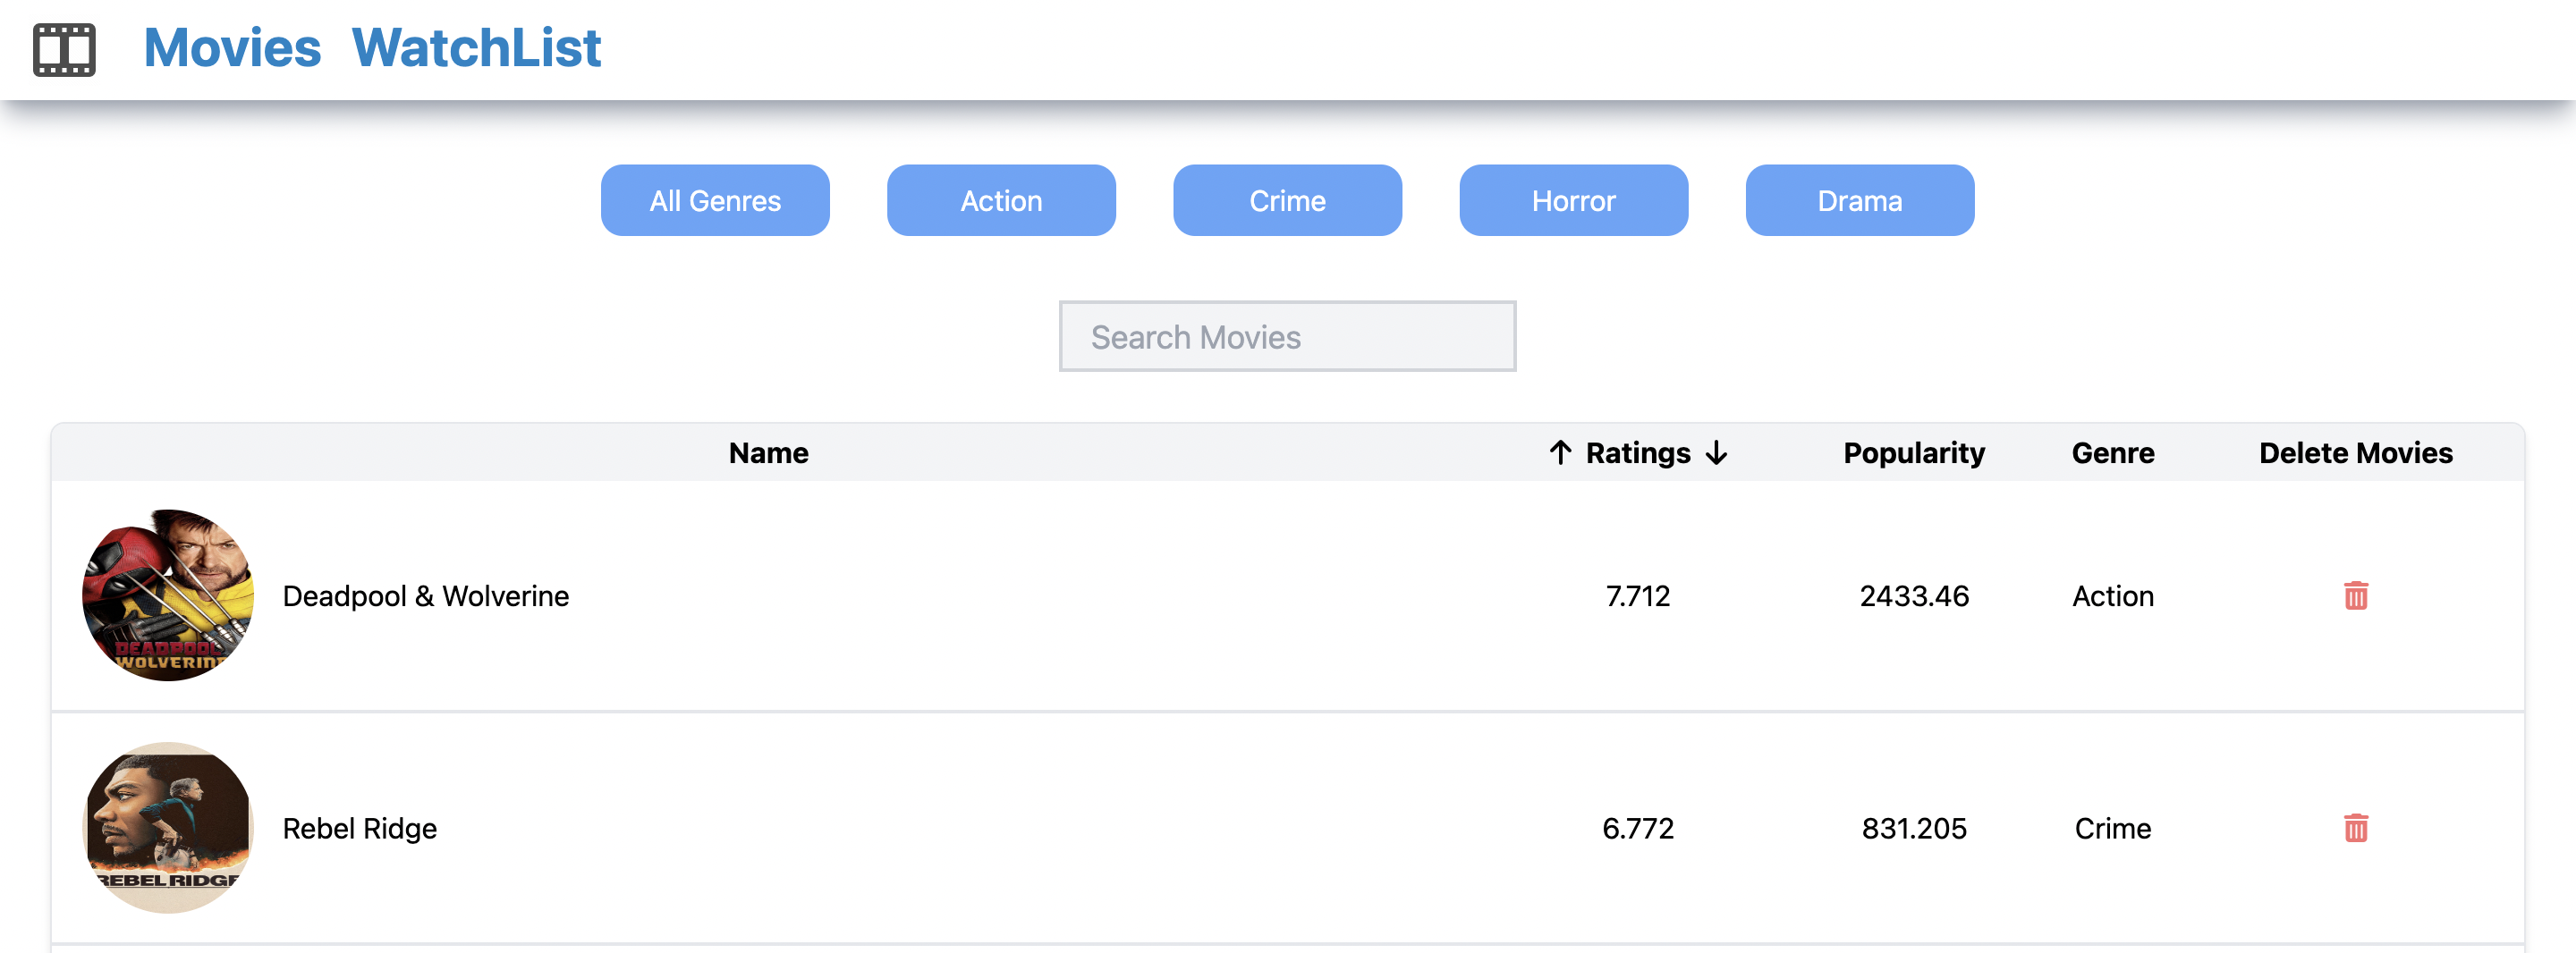 Movies WatchList
All Genres Action Crime Horror Drama
Search Movies
Name ↑ Ratings ↓ Popularity Genre Delete Movies
DEADPOOL
WOLVERINE
Deadpool & Wolverine 7.712 2433.46 Action
REBEL RIDGE
Rebel Ridge 6.772 831.205 Crime